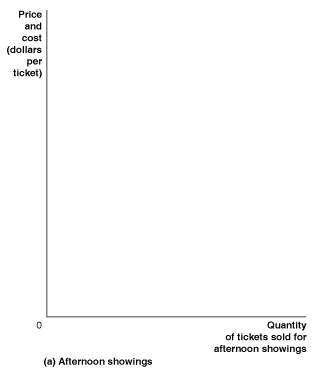 Price
and
cost
(dollars
per
ticket)
0
Quantity
of tickets sold for
afternoon showings
(a) Afternoon showings